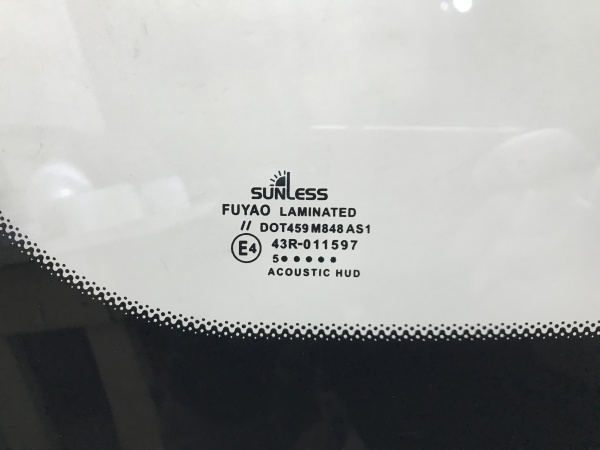 SUNLESS
FUYAO LAMINATED
// DOT459 M848 AS1
E4 43R-011597
5●●●●●
ACOUSTIC HUD